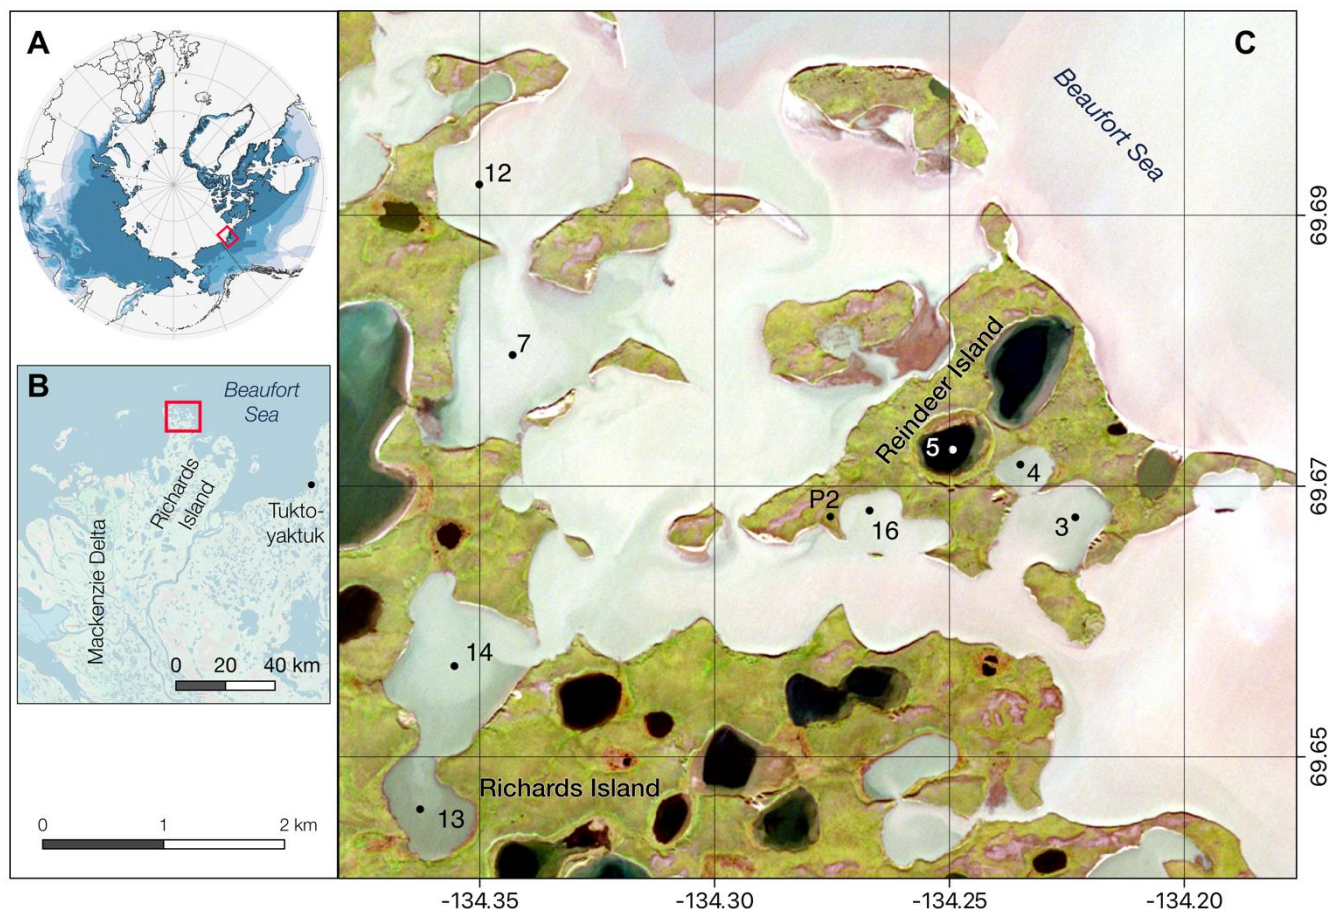 A
B
Beaufort
Sea
Richards
Island
Mackenzie Delta
Tukto-
yaktuk
0 20 40 km
0 1 2 km
C
Beaufort Sea
12
69.69
7
Reindeer Island
5
4
69.67
P2
16
3
14
69.65
Richards Island
13
-134.35 -134.30 -134.25 -134.20